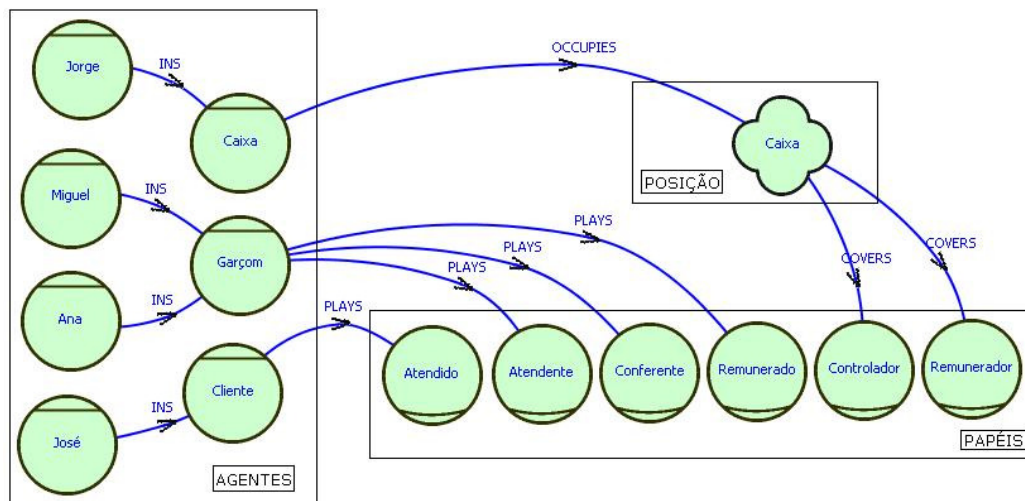 Jorge
INS
Caixa
Miguel
INS
Garçom
Ana
INS
Cliente
José
INS
AGENTES
OCCUPIES
Caixa
POSIÇÃO
PLAYS
PLAYS
PLAYS
PLAYS
COVERS
COVERS
Atendido
Atendente
Conferente
Remunerado
Controlador
Remunerador
PAPÉIS